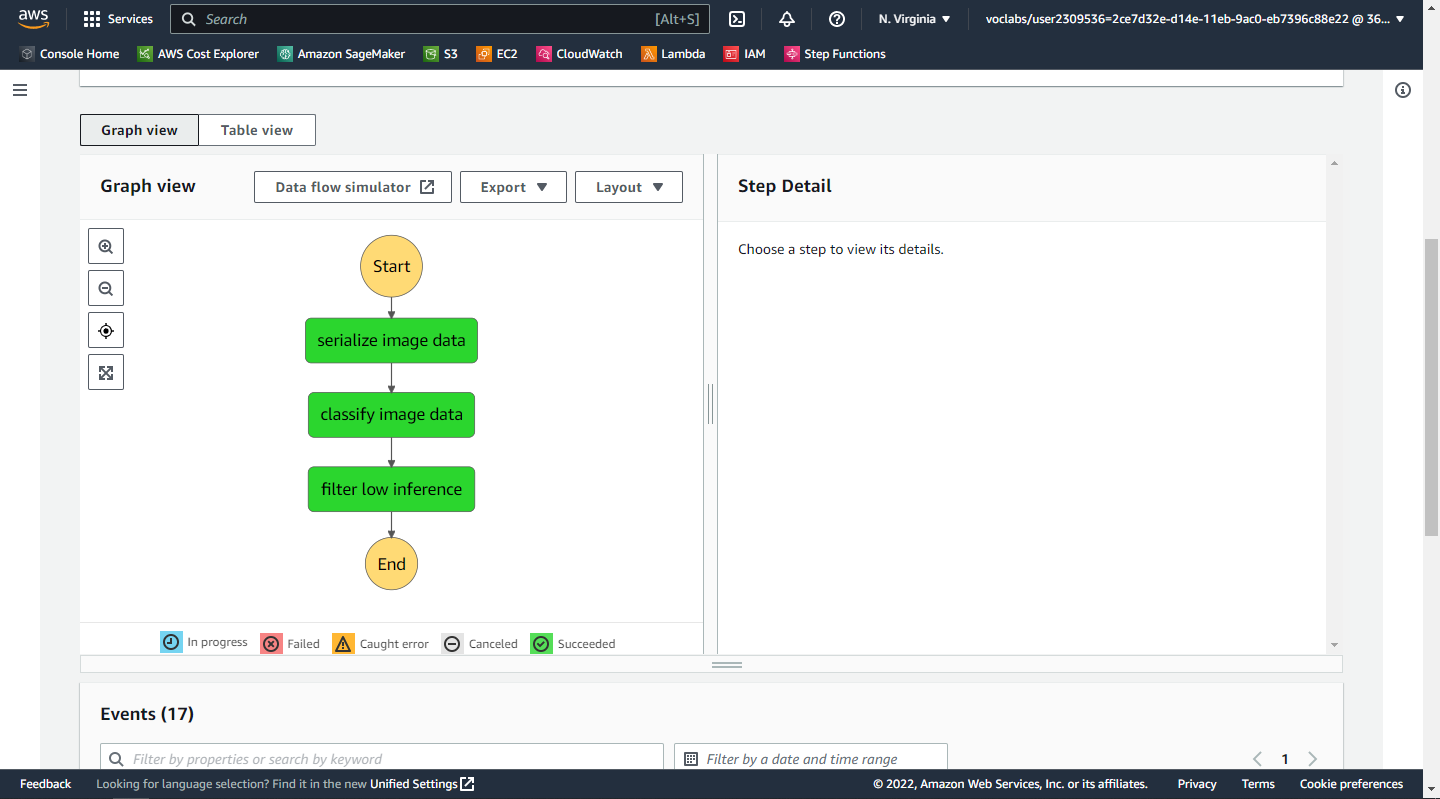 aws Services Search [Alt+S] N. Virginia voclabs/user2309536=2ce7d32e-d14e-11eb-9ac0-eb7396c88e22 @ 36...
Console Home AWS Cost Explorer Amazon SageMaker S3 EC2 CloudWatch Lambda IAM Step Functions
Graph view Table view
Graph view Data flow simulator Export Layout
Step Detail
Choose a step to view its details.
Start
serialize image data
classify image data
filter low inference
End
In progress Failed Caught error Canceled Succeeded
Events (17)
Filter by properties or search by keyword Filter by a date and time range 1
Feedback Looking for language selection? Find it in the new Unified Settings © 2022, Amazon Web Services, Inc. or its affiliates. Privacy Terms Cookie preferences